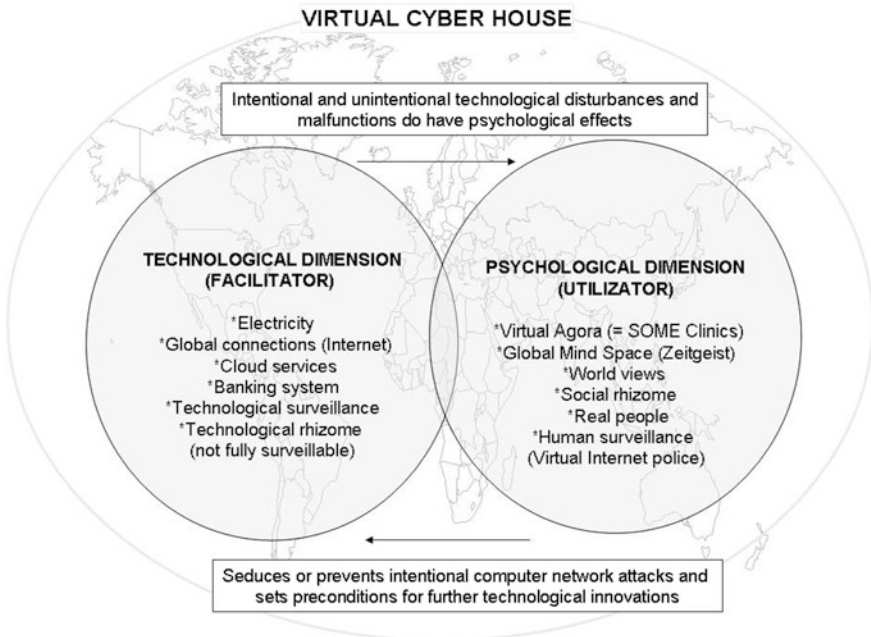 VIRTUAL CYBER HOUSE
Intentional and unintentional technological disturbances and
malfunctions do have psychological effects
TECHNOLOGICAL DIMENSION
(FACILITATOR)
*Electricity
*Global connections (Internet)
*Cloud services
*Banking system
*Technological surveillance
*Technological rhizome
(not fully surveillable)
PSYCHOLOGICAL DIMENSION
(UTILIZATOR)
*Virtual Agora (= SOME Clinics)
*Global Mind Space (Zeitgeist)
*World views
*Social rhizome
*Real people
*Human surveillance
(Virtual Internet police)
Seduces or prevents intentional computer network attacks and
sets preconditions for further technological innovations